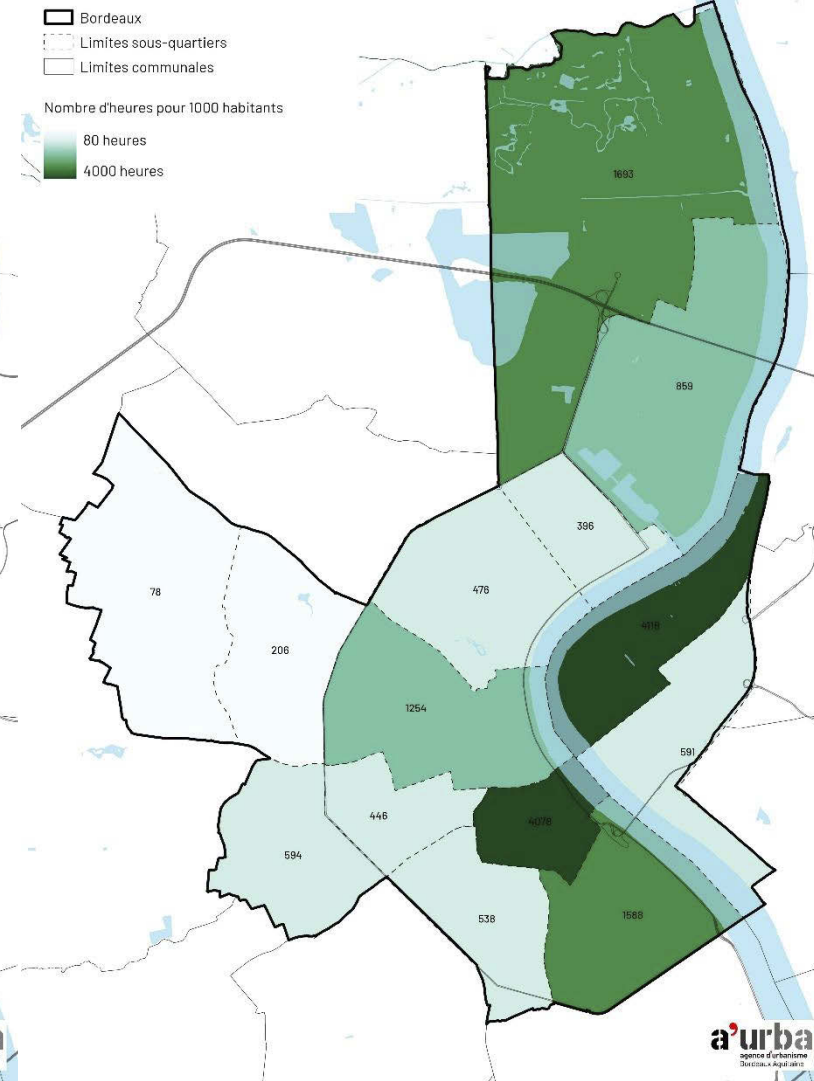 Bordeaux
Limites sous-quartiers
Limites communales
Nombre d'heures pour 1000 habitants
80 heures
4000 heures
1693
859
396
476
78
4118
206
1254
591
446
4078
594
538
1588
a'urba
agence d'urbanisme
Bordeaux Aquitaine